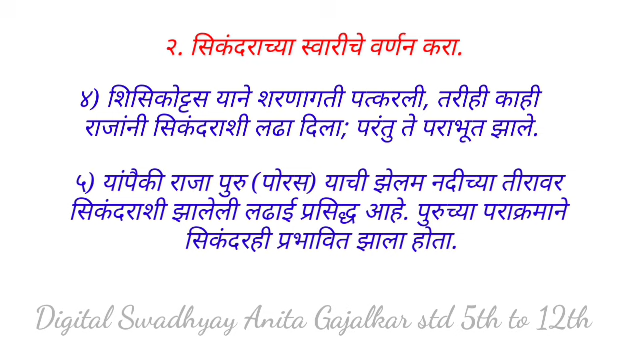 २. सिकंदराच्या स्वारीचे वर्णन करा.
४) शिसिकोट्टस याने शरणागती पत्करली, तरीही काही
राजांनी सिकंदराशी लढा दिला; परंतु ते पराभूत झाले.
५) यांपैकी राजा पुरु (पोरस) याची झेलम नदीच्या तीरावर
सिकंदराशी झालेली लढाई प्रसिद्ध आहे. पुरुच्या पराक्रमाने
सिकंदरही प्रभावित झाला होता.
Digital Swadhyay Anita Gajalkar std 5th to 12th